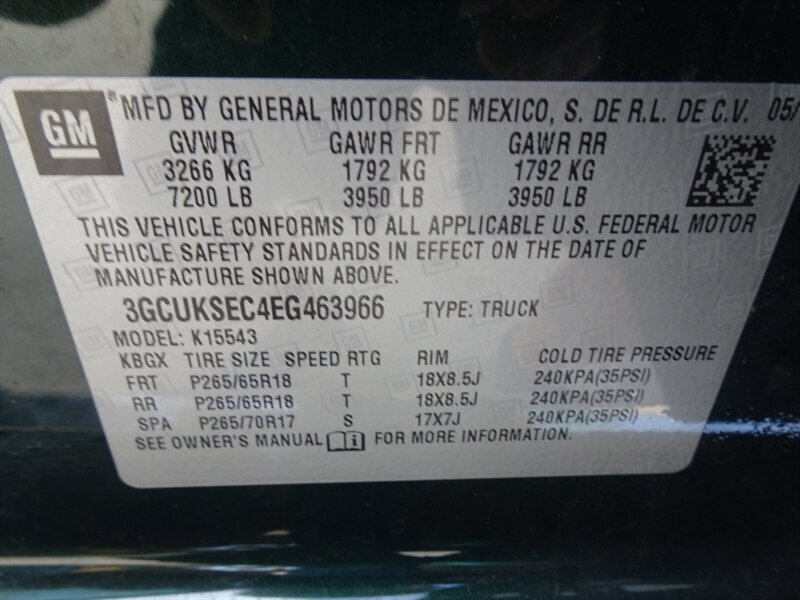 GM ® MFD BY GENERAL MOTORS DE MEXICO, S. DE R.L. DE C.V. 05/
GVWR GAWR FRT GAWR RR
3266 KG 1792 KG 1792 KG
7200 LB 3950 LB 3950 LB
THIS VEHICLE CONFORMS TO ALL APPLICABLE U.S. FEDERAL MOTOR
VEHICLE SAFETY STANDARDS IN EFFECT ON THE DATE OF
MANUFACTURE SHOWN ABOVE.
3GCUKSEC4EG463966 TYPE: TRUCK
MODEL: K15543
KBGX TIRE SIZE SPEED RTG RIM COLD TIRE PRESSURE
FRT P265/65R18 T 18X8.5J 240KPA(35PSI)
RR P265/65R18 T 18X8.5J 240KPA(35PSI)
SPA P265/70R17 S 17X7J 240KPA(35PSI)
SEE OWNER'S MANUAL FOR MORE INFORMATION.